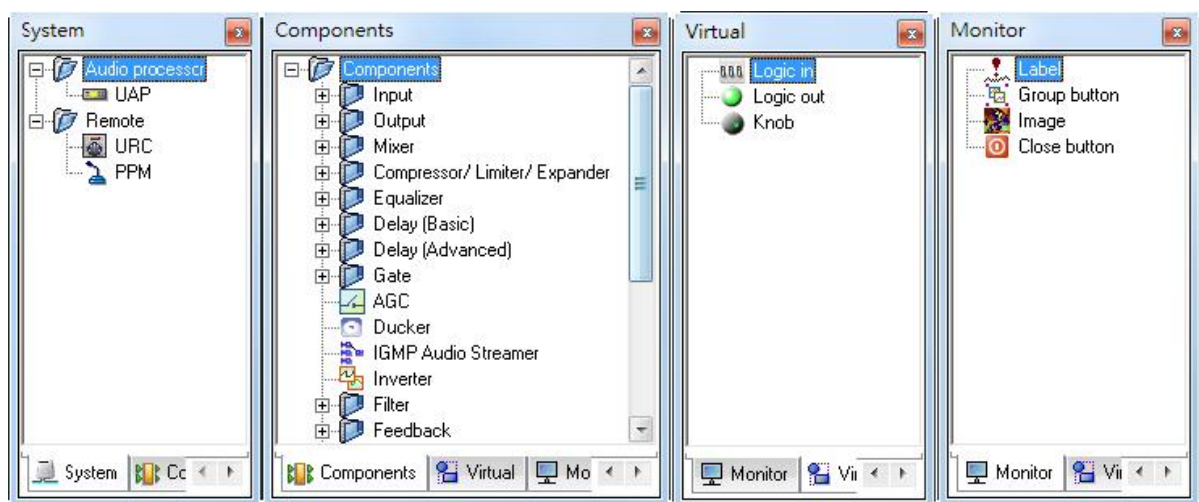 System
Audio processor
UAP
Remote
URC
PPM
System
Components
Components
Input
Output
Mixer
Compressor/ Limiter/ Expander
Equalizer
Delay (Basic)
Delay (Advanced)
Gate
AGC
Ducker
IGMP Audio Streamer
Inverter
Filter
Feedback
Components Virtual Mo
Virtual
Logic in
Logic out
Knob
Monitor
Monitor
Label
Group button
Image
Close button
Monitor